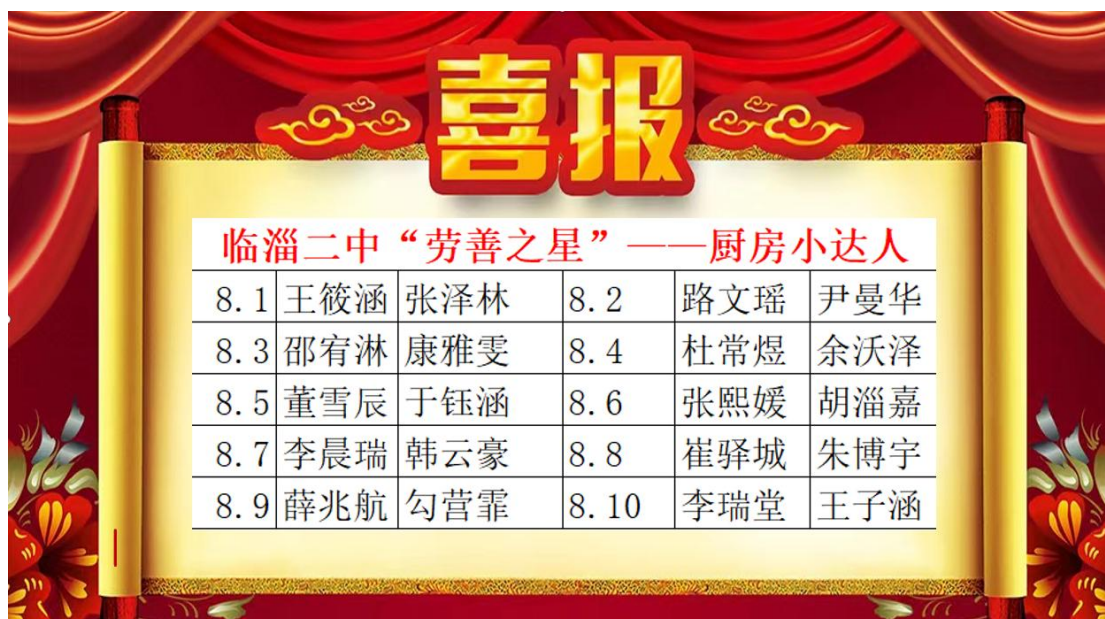 喜报
临淄二中“劳善之星”——厨房小达人
8.1 王筱涵 张泽林 8.2 路文瑶 尹曼华
8.3 邵宥淋 康雅雯 8.4 杜常煜 余沃泽
8.5 董雪辰 于钰涵 8.6 张熙媛 胡淄嘉
8.7 李晨瑞 韩云豪 8.8 崔驿城 朱博宇
8.9 薛兆航 勾营霏 8.10 李瑞堂 王子涵